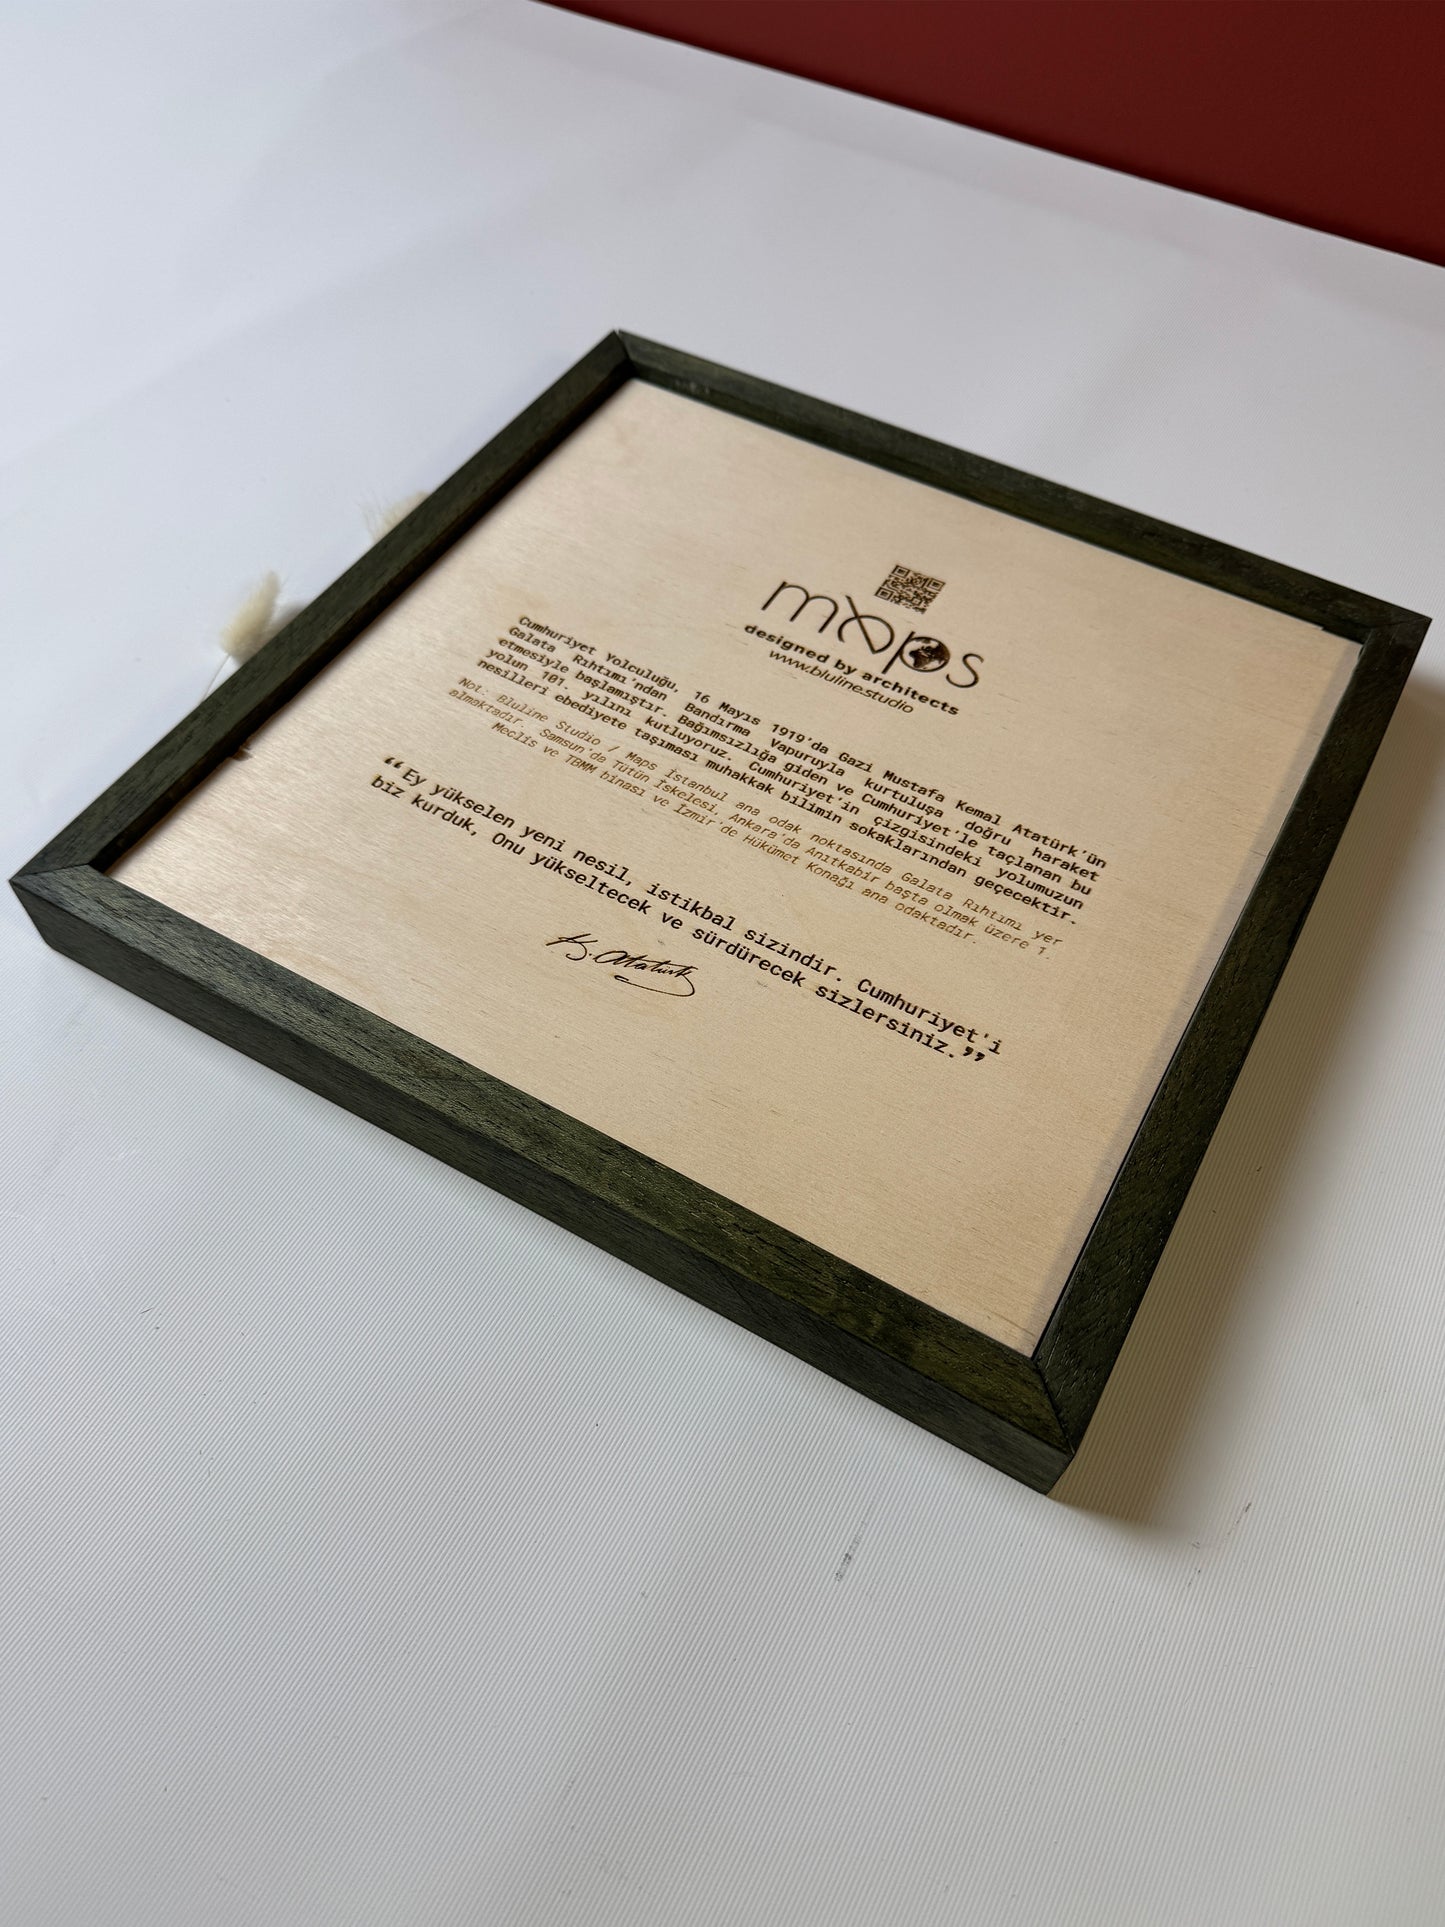 maps
designed by architects
www.bluline.studio
Cumhuriyet Yolculuğu, 16 Mayıs 1919'da Gazi Mustafa Kemal Atatürk'ün
Galata Rıhtımı'ndan Bandırma Vapuruyla kurtuluşa doğru haraket
etmesiyle başlamıştır. Bağımsızlığa giden ve Cumhuriyet'le taçlanan bu
yolun 101. yılını kutluyoruz. Cumhuriyet'in çizgisindeki yolumuzun
nesilleri ebediyete taşıması muhakkak bilimin sokaklarından geçecektir.
Not: Bluline Studio / Maps İstanbul ana odak noktasında Galata Rıhtımı yer
almaktadır. Samsun'da Tütün İskelesi, Ankara'da Anıtkabir başta olmak üzere 1.
Meclis ve TBMM binası ve İzmir'de Hükümet Konağı ana odaktadır.
“Ey yükselen yeni nesil, istikbal sizindir. Cumhuriyet'i
biz kurduk, Onu yükseltecek ve sürdürecek sizlersiniz.”
K. Atatürk